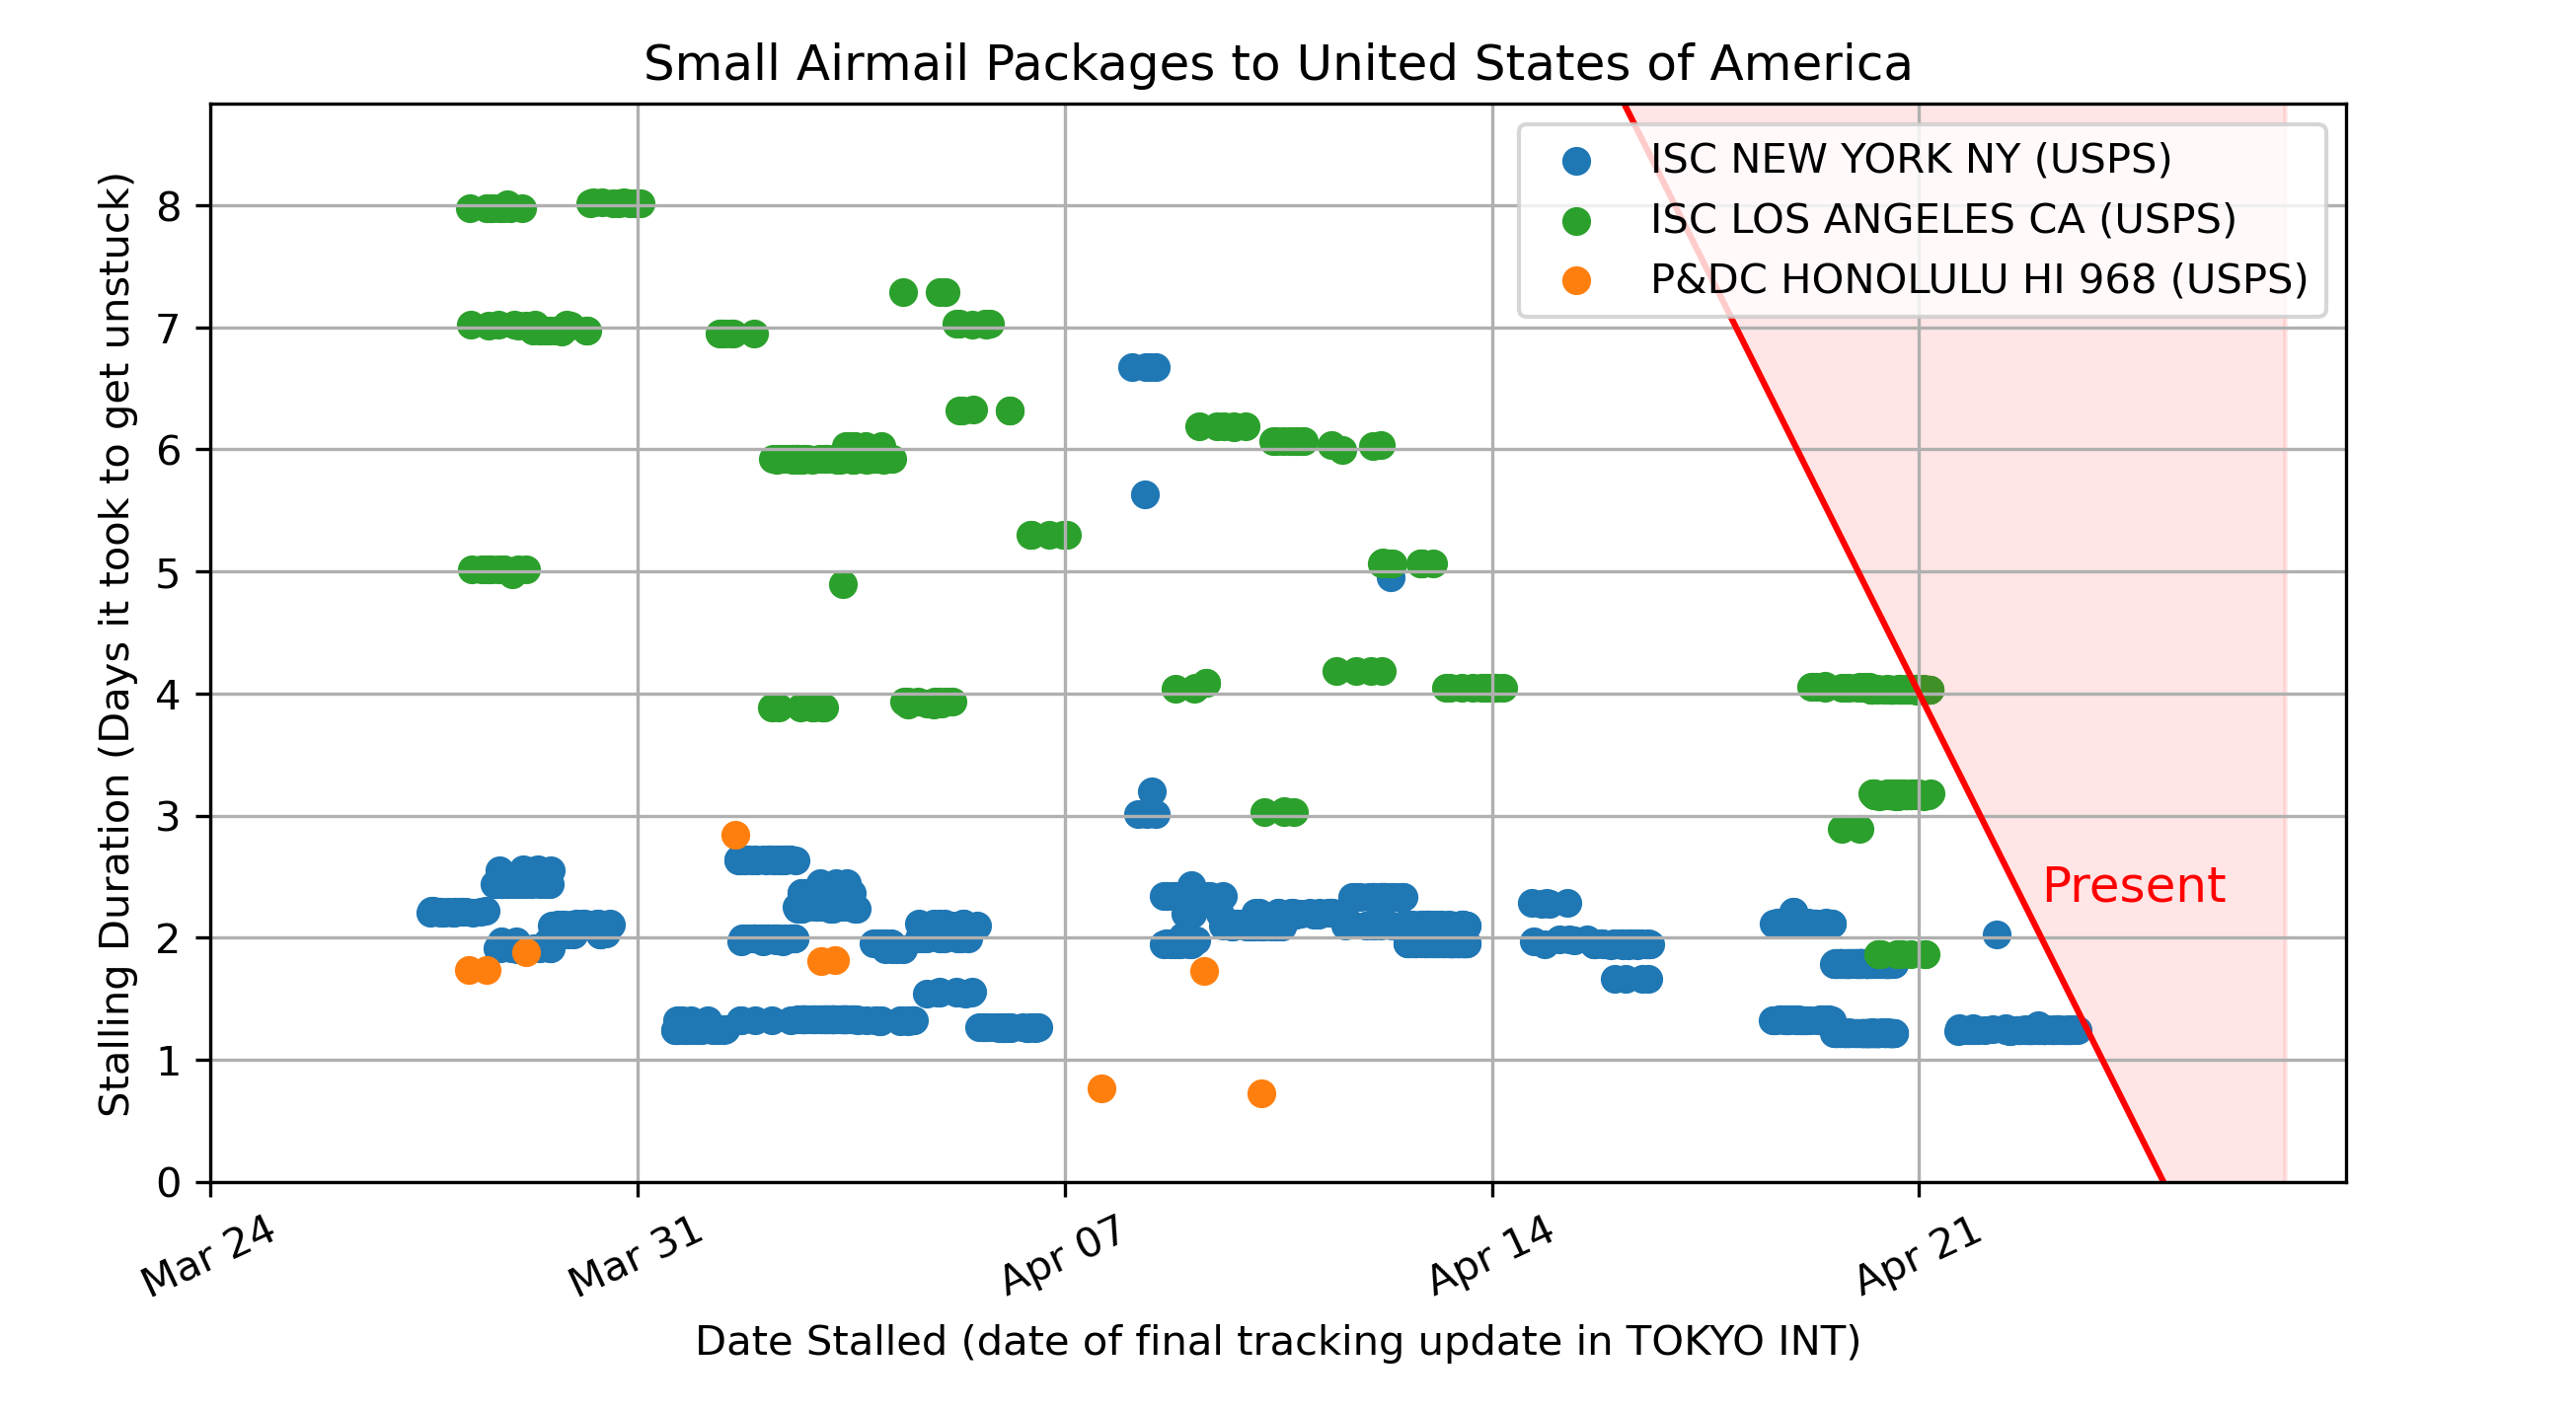 Small Airmail Packages to United States of America
ISC NEW YORK NY (USPS)
ISC LOS ANGELES CA (USPS)
P&DC HONOLULU HI 968 (USPS)
Stalling Duration (Days it took to get unstuck)
8
7
6
5
4
3
2
1
0
Present
Mar 24
Mar 31
Apr 07
Apr 14
Apr 21
Date Stalled (date of final tracking update in TOKYO INT)